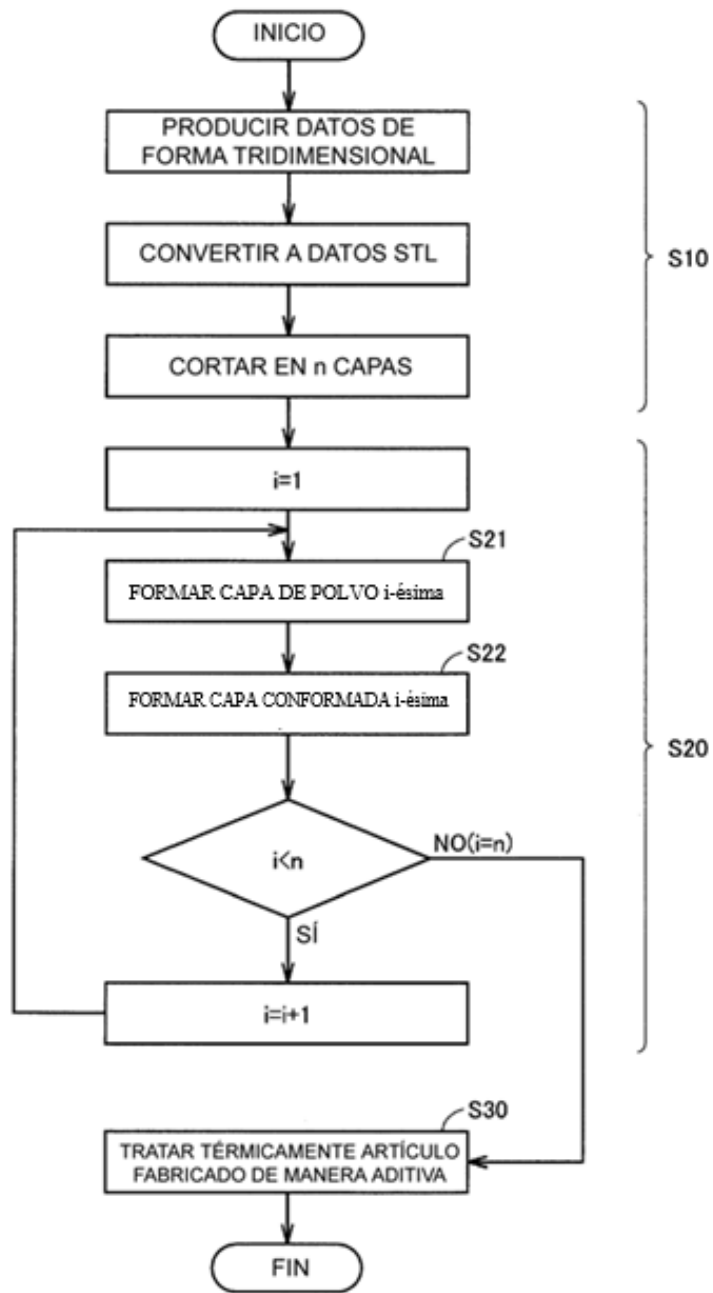 INICIO
PRODUCIR DATOS DE
FORMA TRIDIMENSIONAL
CONVERTIR A DATOS STL
S10
CORTAR EN n CAPAS
i=1
S21
FORMAR CAPA DE POLVO i-ésima
S22
FORMAR CAPA CONFORMADA i-ésima
S20
i<n
NO(i=n)
SÍ
i=i+1
S30
TRATAR TÉRMICAMENTE ARTÍCULO
FABRICADO DE MANERA ADITIVA
FIN